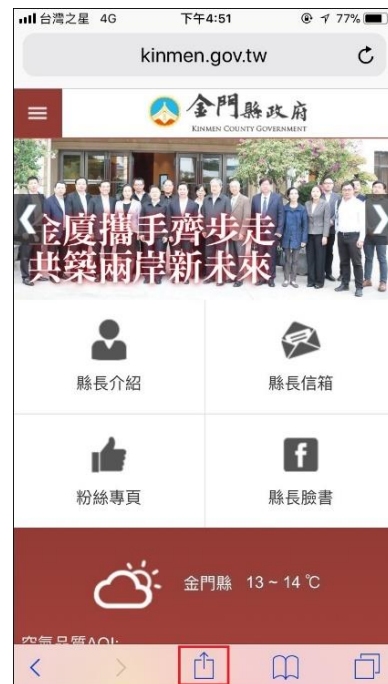 台灣之星 4G 下午4:51 77%
kinmen.gov.tw
金門縣政府
KINMEN COUNTY GOVERNMENT
金廈攜手齊步走
共築兩岸新未來
縣長介紹 縣長信箱
粉絲專頁 縣長臉書
金門縣 13 ~ 14 ℃
空氣品質AQI: